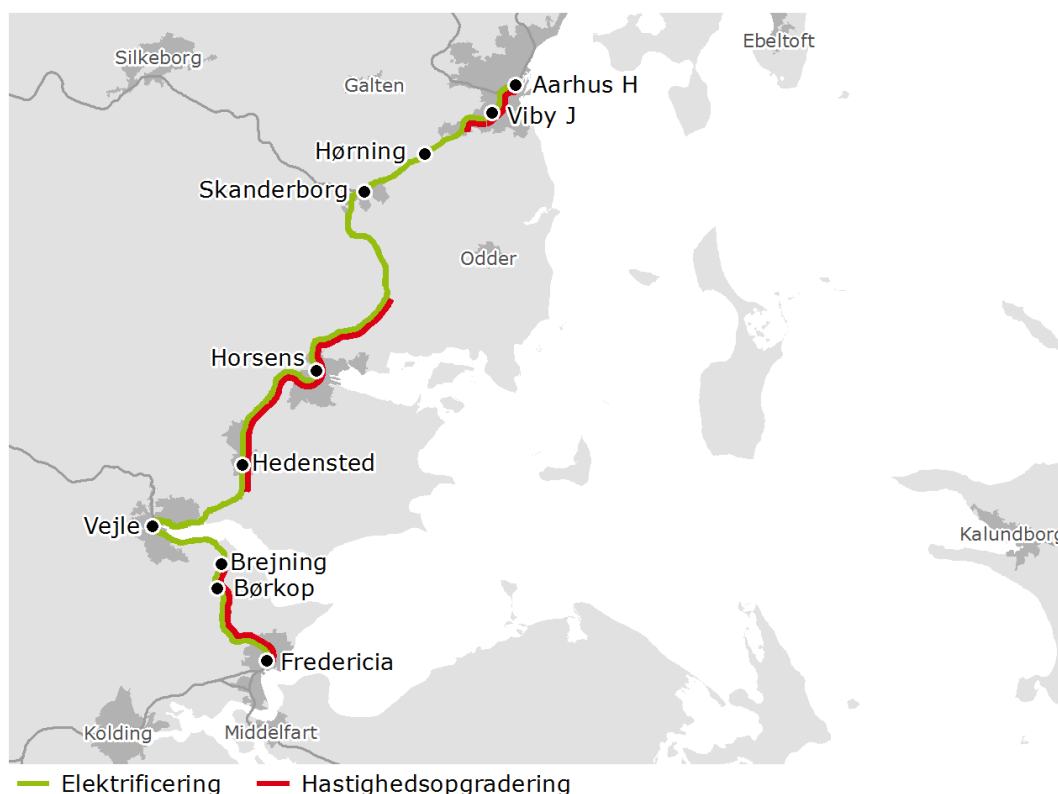 Ebeltoft
Silkeborg
Galten
Aarhus H
Viby J
Hørning
Skanderborg
Odder
Horsens
Hedensted
Vejle
Kalundborg
Brejning
Børkop
Fredericia
Kolding
Middelfart
Elektrificering
Hastighedsopgradering